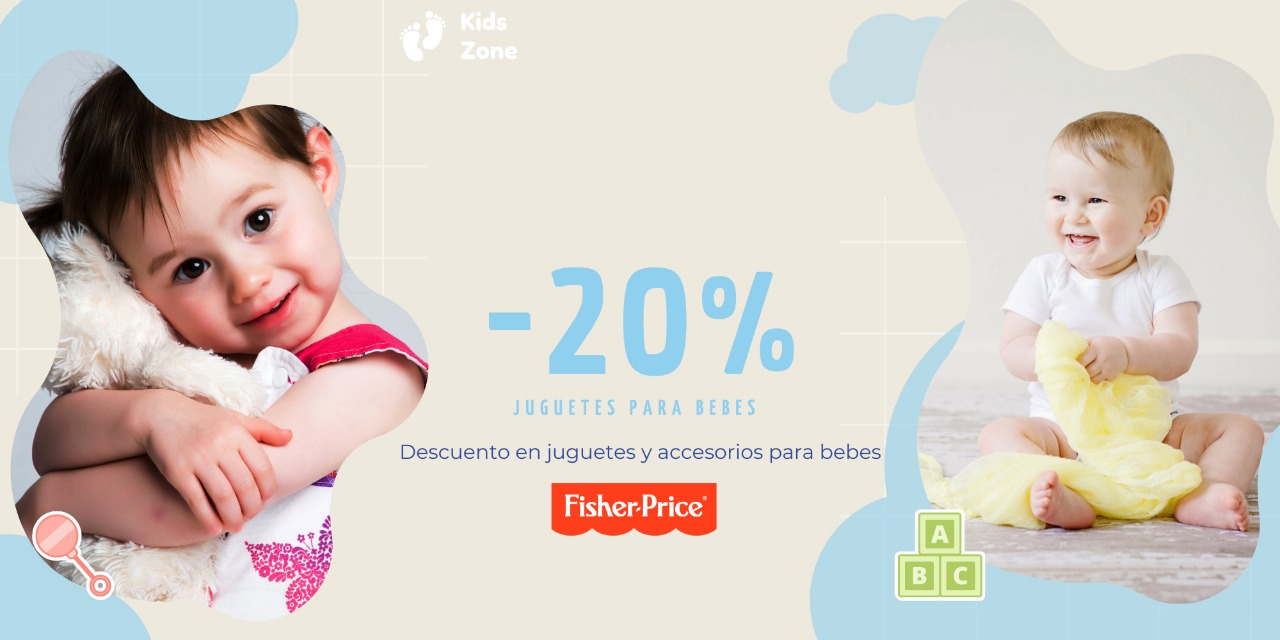 Kids
Zone
-20%
JUGUETES PARA BEBES
Descuento en juguetes y accesorios para bebes
Fisher-Price®
A
B C